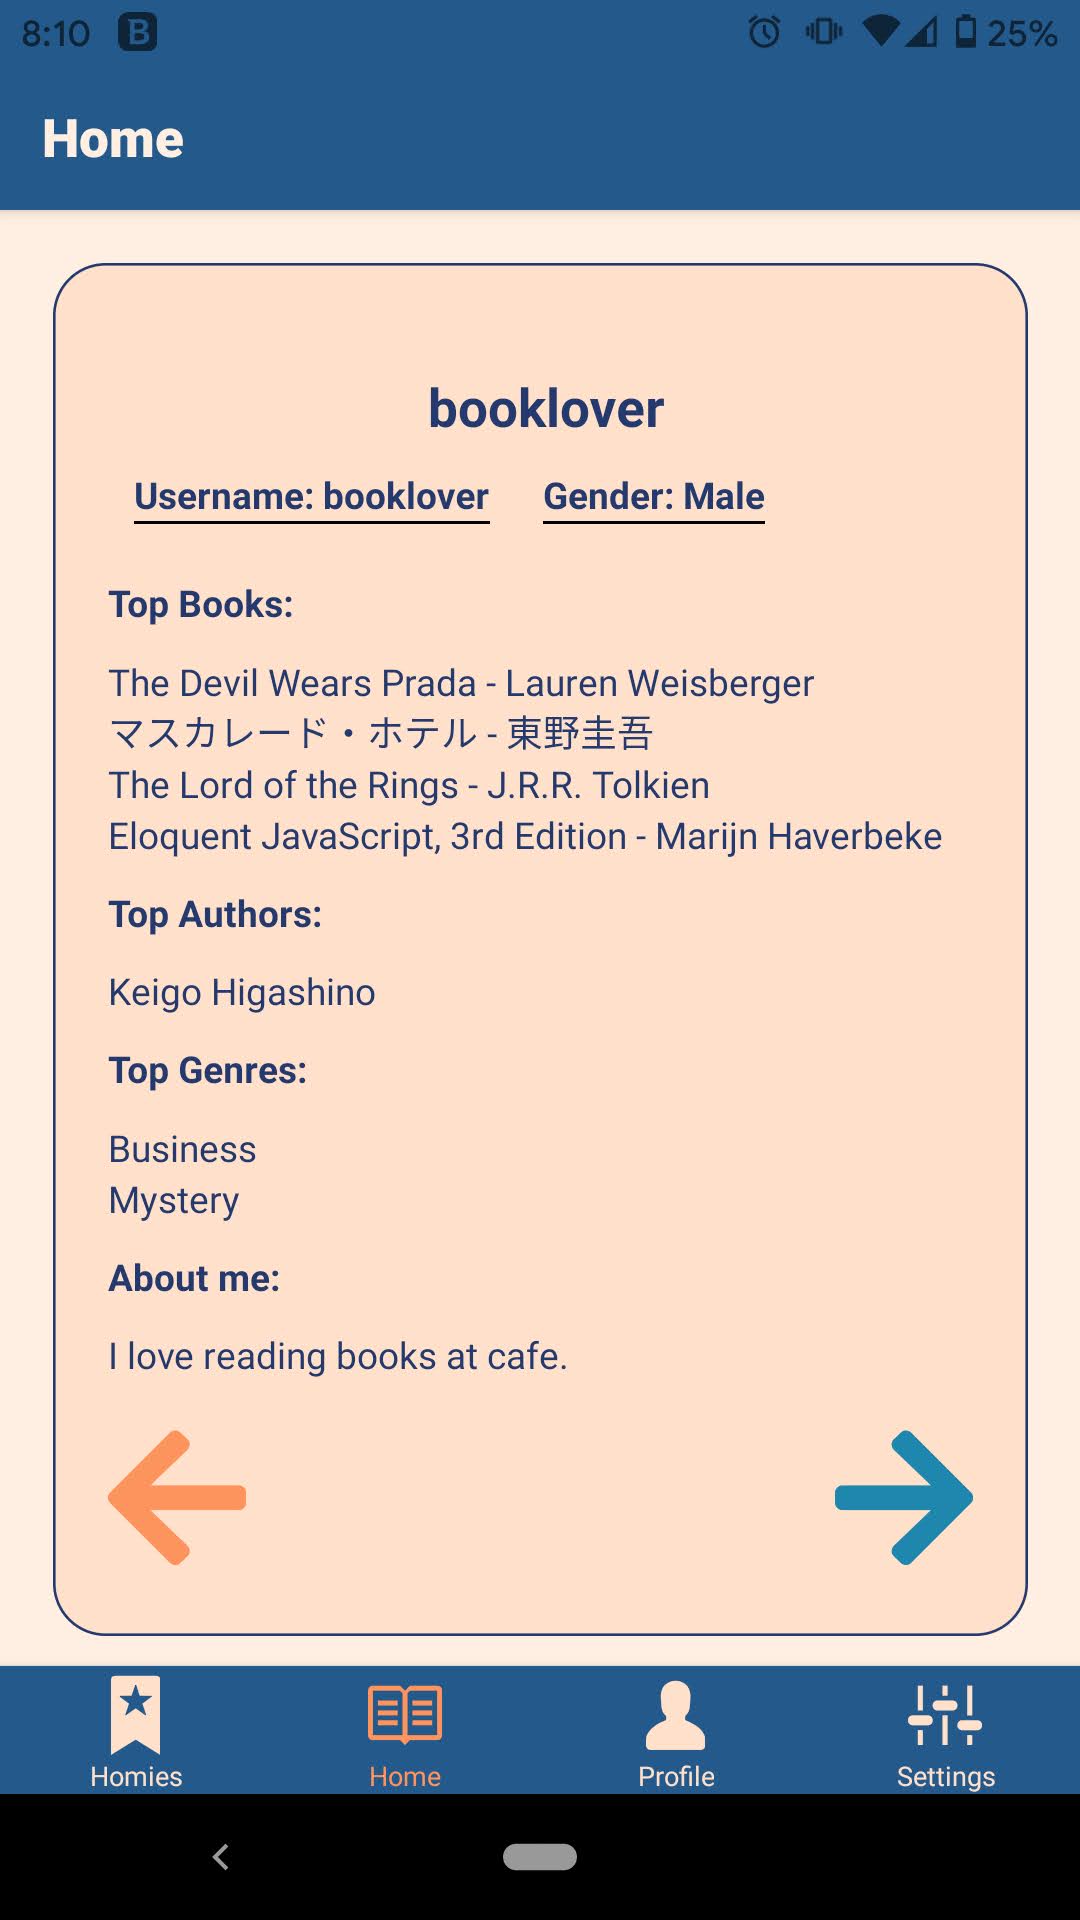 8:10 B 25%
Home
booklover
Username: booklover Gender: Male
Top Books:
The Devil Wears Prada - Lauren Weisberger
マスカレード・ホテル - 東野圭吾
The Lord of the Rings - J.R.R. Tolkien
Eloquent JavaScript, 3rd Edition - Marijn Haverbeke
Top Authors:
Keigo Higashino
Top Genres:
Business
Mystery
About me:
I love reading books at cafe.
Homies Home Profile Settings